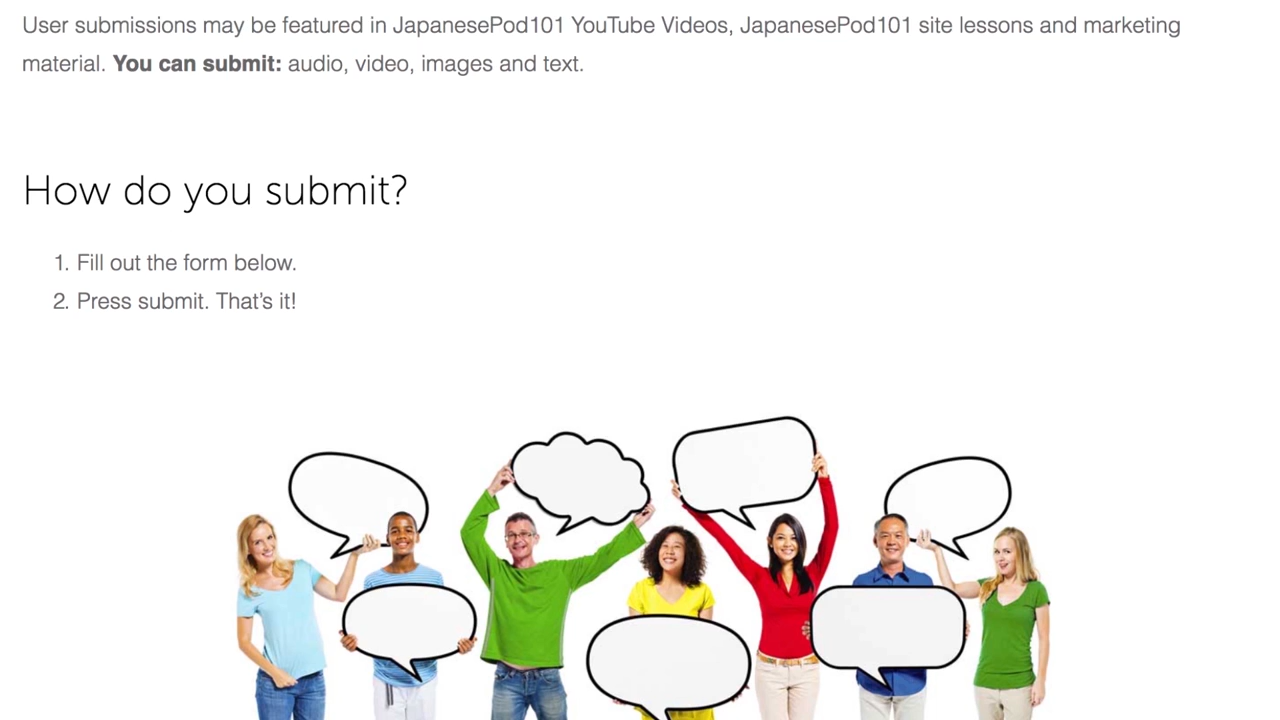 User submissions may be featured in JapanesePod101 YouTube Videos, JapanesePod101 site lessons and marketing
material. You can submit: audio, video, images and text.
How do you submit?
1. Fill out the form below.
2. Press submit. That’s it!